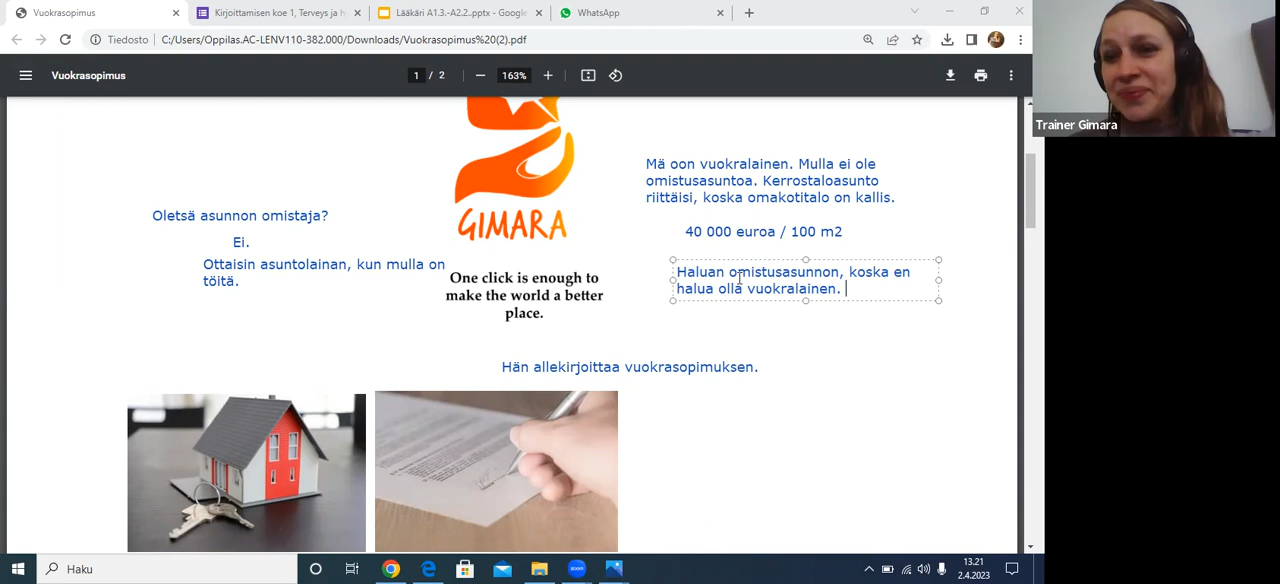 Vuokrasopimus
Kirjoittamisen koe 1, Terveys ja h
Lääkäri A1.3.-A2.2..pptx - Google
WhatsApp
Tiedosto
C:/Users/Oppilas.AC-LENV110-382.000/Downloads/Vuokrasopimus%20(2).pdf
Vuokrasopimus
1 / 2
163%
Trainer Gimara
Oletsä asunnon omistaja?
Ei.
Ottaisin asuntolainan, kun mulla on
töitä.
GIMARA
One click is enough to
make the world a better
place.
Mä oon vuokralainen. Mulla ei ole
omistusasuntoa. Kerrostaloasunto
riittäisi, koska omakotitalo on kallis.
40 000 euroa / 100 m2
Haluan omistusasunnon, koska en
halua olla vuokralainen.
Hän allekirjoittaa vuokrasopimuksen.
Haku
zoom
13.21
2.4.2023